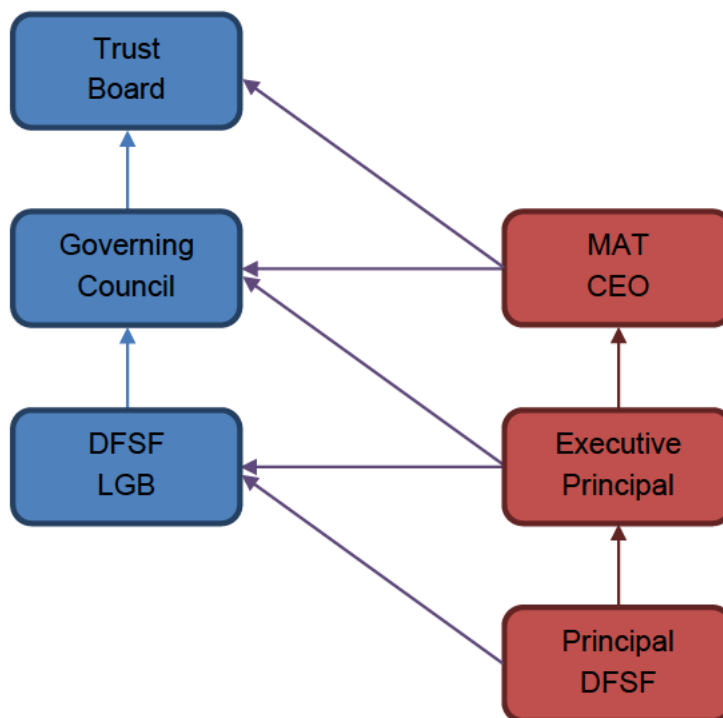 Trust
Board
Governing
Council
MAT
CEO
DFSF
LGB
Executive
Principal
Principal
DFSF